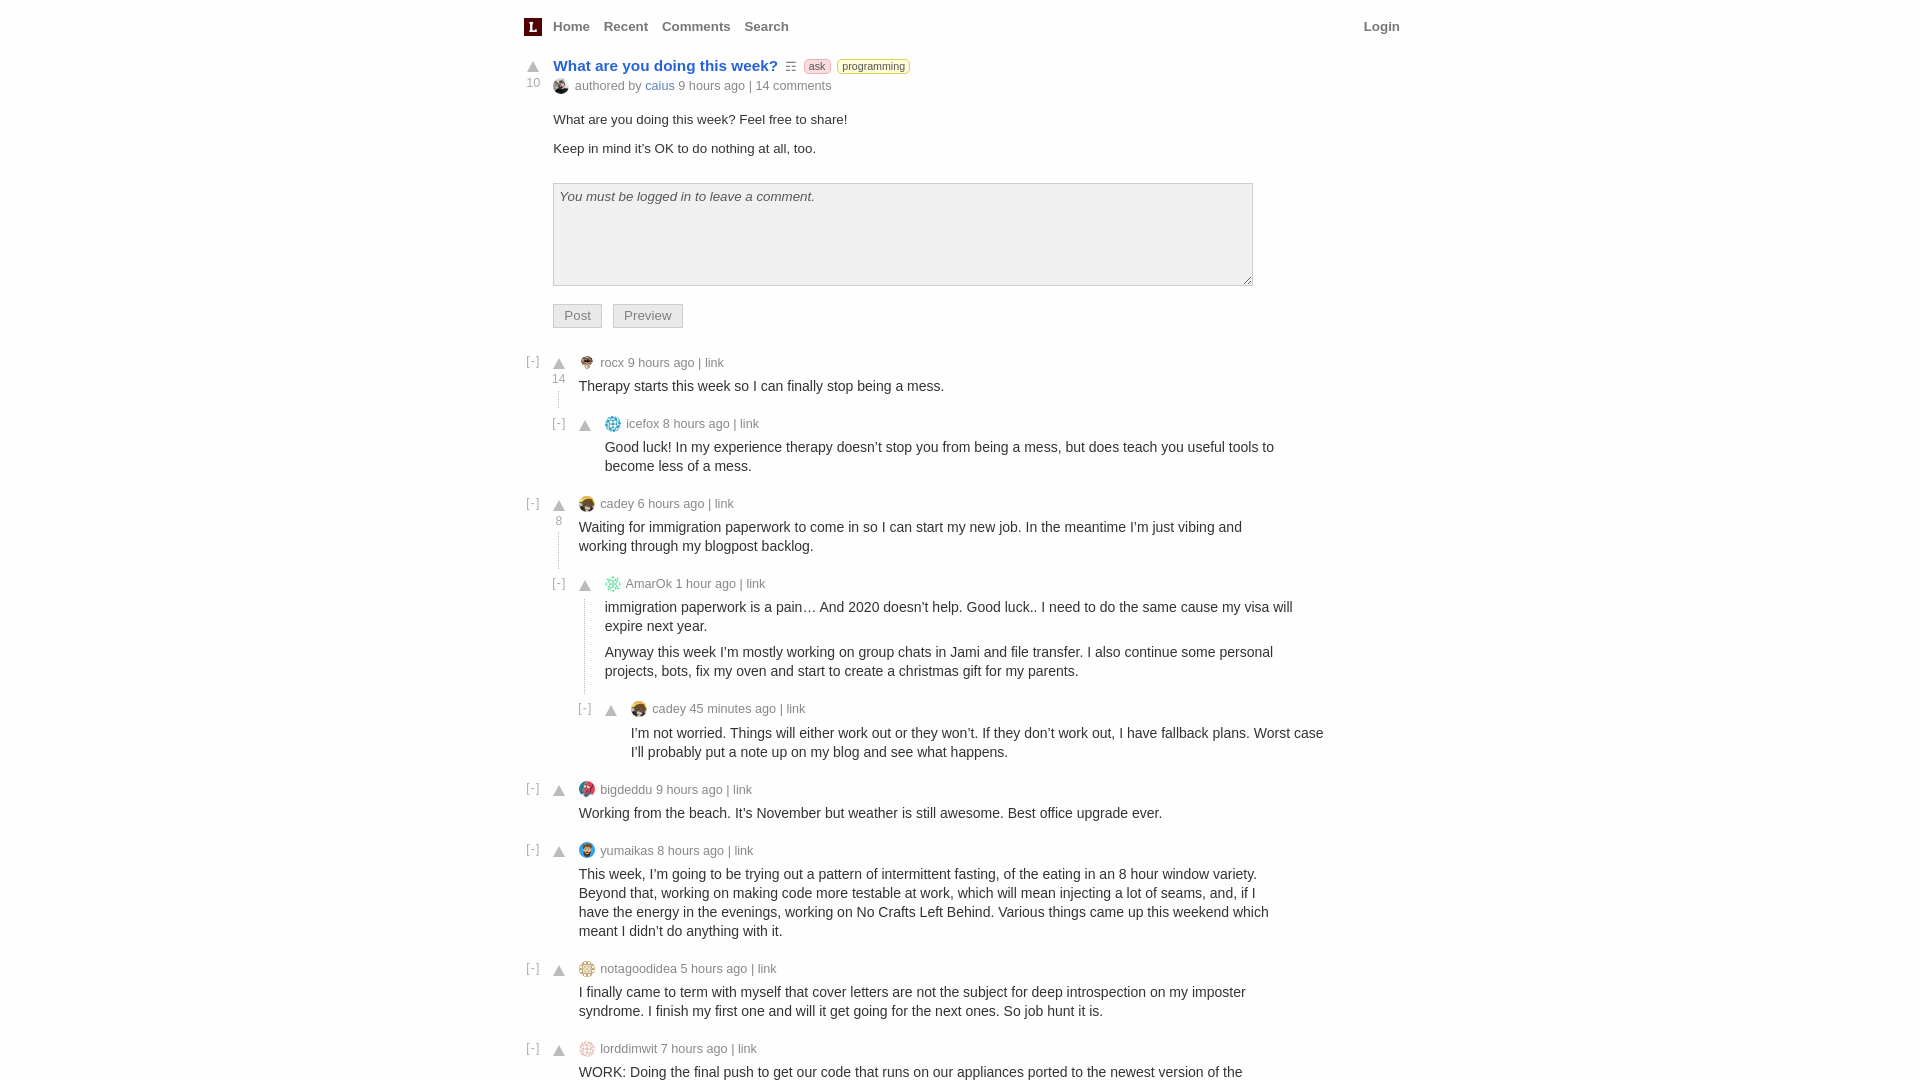 L Home Recent Comments Search Login
What are you doing this week? ☶ ask programming
10
authored by caius 9 hours ago | 14 comments
What are you doing this week? Feel free to share!
Keep in mind it’s OK to do nothing at all, too.
You must be logged in to leave a comment.
Post Preview
[-] rocx 9 hours ago | link
14
Therapy starts this week so I can finally stop being a mess.
[-] icefox 8 hours ago | link
Good luck! In my experience therapy doesn’t stop you from being a mess, but does teach you useful tools to
become less of a mess.
[-] cadey 6 hours ago | link
8
Waiting for immigration paperwork to come in so I can start my new job. In the meantime I’m just vibing and
working through my blogpost backlog.
[-] AmarOk 1 hour ago | link
immigration paperwork is a pain… And 2020 doesn’t help. Good luck.. I need to do the same cause my visa will
expire next year.
Anyway this week I’m mostly working on group chats in Jami and file transfer. I also continue some personal
projects, bots, fix my oven and start to create a christmas gift for my parents.
[-] cadey 45 minutes ago | link
I’m not worried. Things will either work out or they won’t. If they don’t work out, I have fallback plans. Worst case
I’ll probably put a note up on my blog and see what happens.
[-] bigdeddu 9 hours ago | link
Working from the beach. It’s November but weather is still awesome. Best office upgrade ever.
[-] yumaikas 8 hours ago | link
This week, I’m going to be trying out a pattern of intermittent fasting, of the eating in an 8 hour window variety.
Beyond that, working on making code more testable at work, which will mean injecting a lot of seams, and, if I
have the energy in the evenings, working on No Crafts Left Behind. Various things came up this weekend which
meant I didn’t do anything with it.
[-] notagoodidea 5 hours ago | link
I finally came to term with myself that cover letters are not the subject for deep introspection on my imposter
syndrome. I finish my first one and will it get going for the next ones. So job hunt it is.
[-] lorddimwit 7 hours ago | link
WORK: Doing the final push to get our code that runs on our appliances ported to the newest version of the